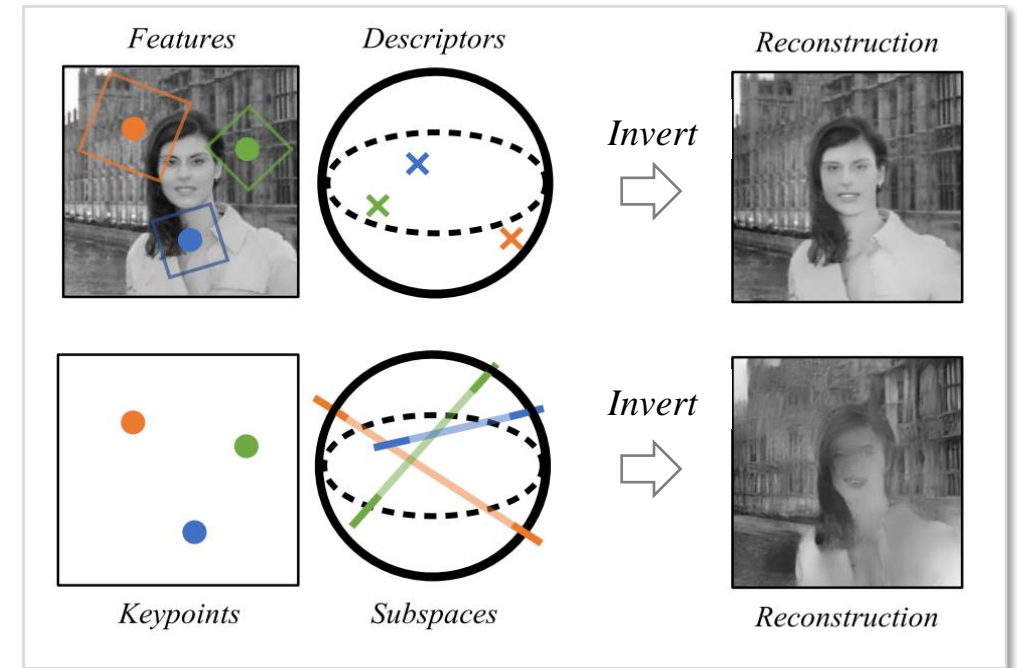 Features
Descriptors
Reconstruction
Invert
Invert
Keypoints
Subspaces
Reconstruction